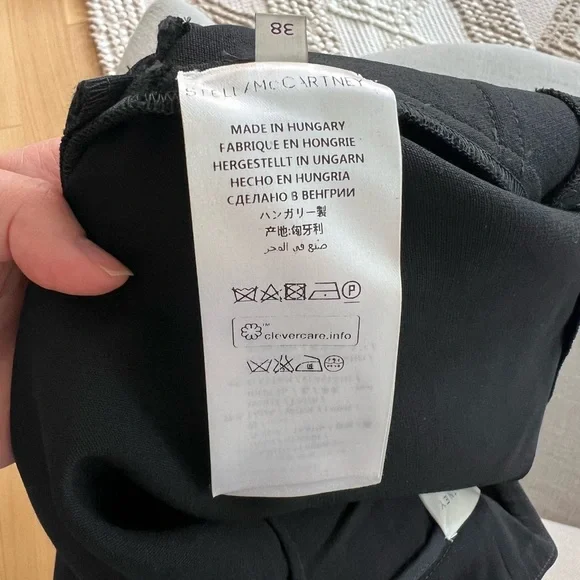 38
STELLA McCARTNEY
MADE IN HUNGARY
FABRIQUE EN HONGRIE
HERGESTELLT IN UNGARN
HECHO EN HUNGRIA
СДЕЛАНО В ВЕНГРИИ
ハンガリー製
产地:匈牙利
صنع في المجر
P
clevercare.info